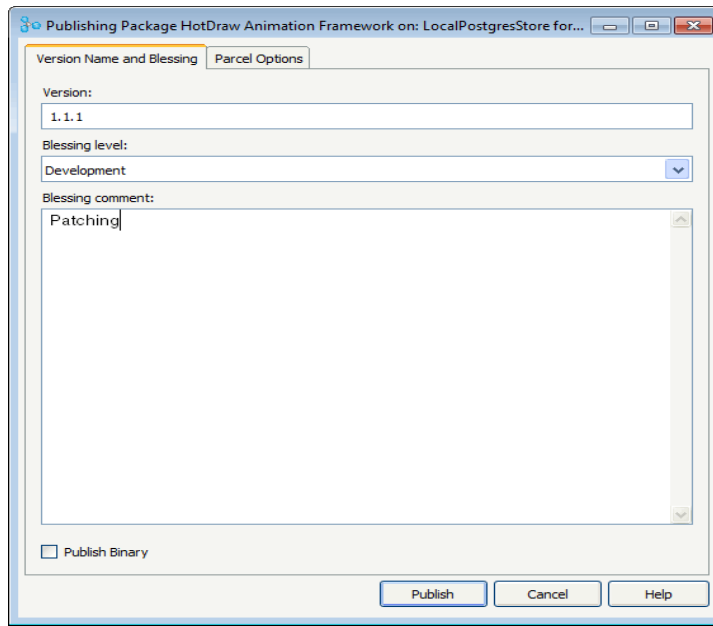 Publishing Package HotDraw Animation Framework on: LocalPostgresStore for...
Version Name and Blessing
Parcel Options
Version:
1.1.1
Blessing level:
Development
Blessing comment:
Patching
Publish Binary
Publish
Cancel
Help